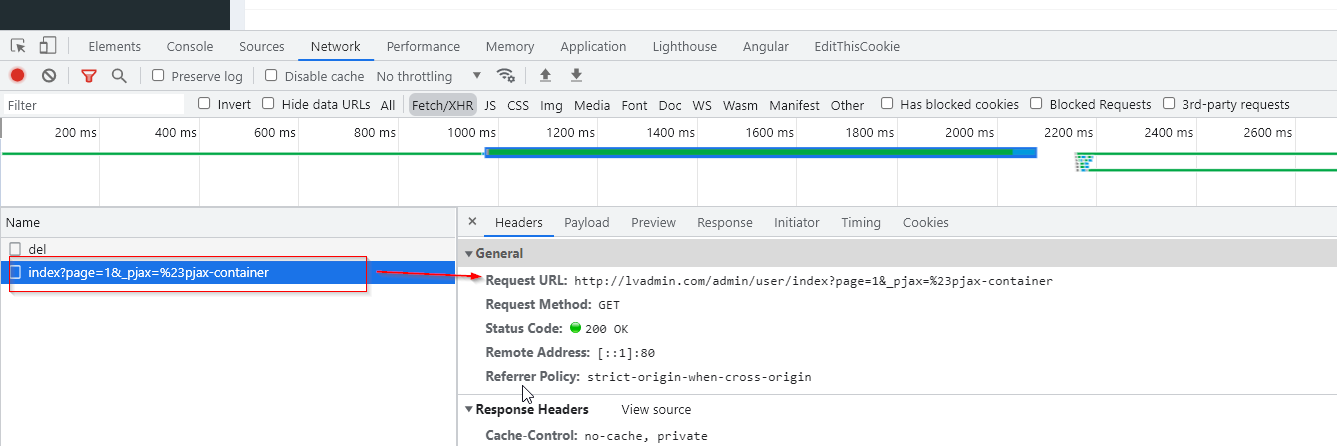 Elements Console Sources Network Performance Memory Application Lighthouse Angular EditThisCookie
Preserve log Disable cache No throttling
Filter Invert Hide data URLs All Fetch/XHR JS CSS Img Media Font Doc WS Wasm Manifest Other Has blocked cookies Blocked Requests 3rd-party requests
200 ms 400 ms 600 ms 800 ms 1000 ms 1200 ms 1400 ms 1600 ms 1800 ms 2000 ms 2200 ms 2400 ms 2600 ms
Name
del
index?page=1&_pjax=%23pjax-container
× Headers Payload Preview Response Initiator Timing Cookies
General
Request URL: http://lvadmin.com/admin/user/index?page=1&_pjax=%23pjax-container
Request Method: GET
Status Code: 200 OK
Remote Address: [::1]:80
Referrer Policy: strict-origin-when-cross-origin
Response Headers View source
Cache-Control: no-cache, private